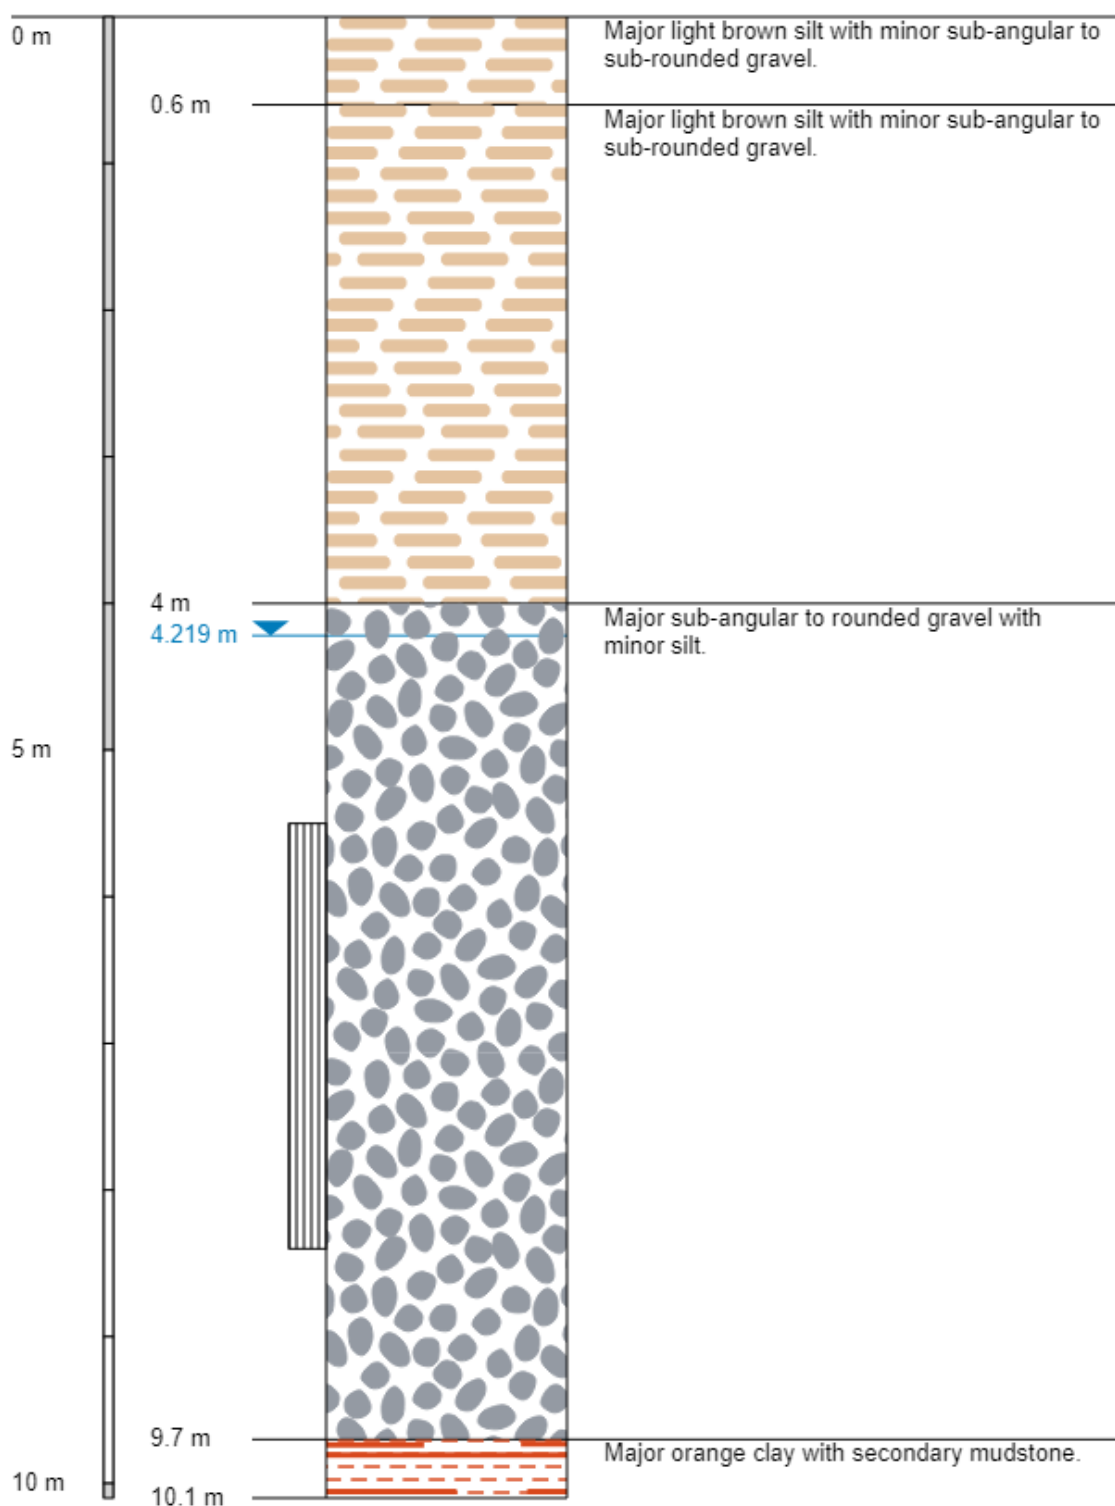 0 m
Major light brown silt with minor sub-angular to
sub-rounded gravel.
0.6 m
Major light brown silt with minor sub-angular to
sub-rounded gravel.
4 m
Major sub-angular to rounded gravel with
minor silt.
4.219 m
5 m
9.7 m
Major orange clay with secondary mudstone.
10 m
10.1 m